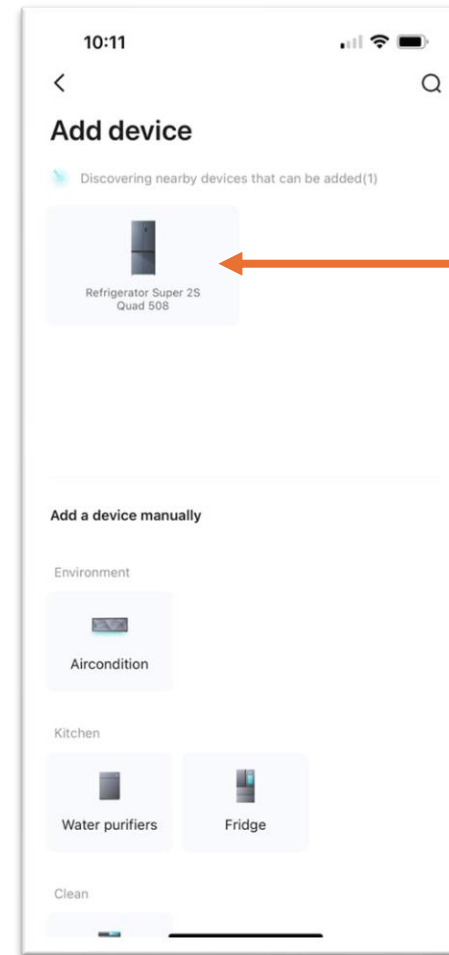 10:11
Add device
Discovering nearby devices that can be added(1)
Refrigerator Super 2S
Quad 508
Add a device manually
Environment
Aircondition
Kitchen
Water purifiers
Fridge
Clean